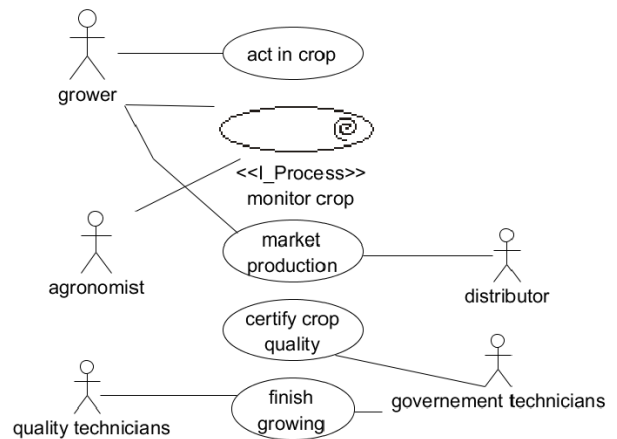 act in crop
grower
<<I_Process>>
monitor crop
market
production
agronomist
distributor
certify crop
quality
governement technicians
finish
growing
quality technicians